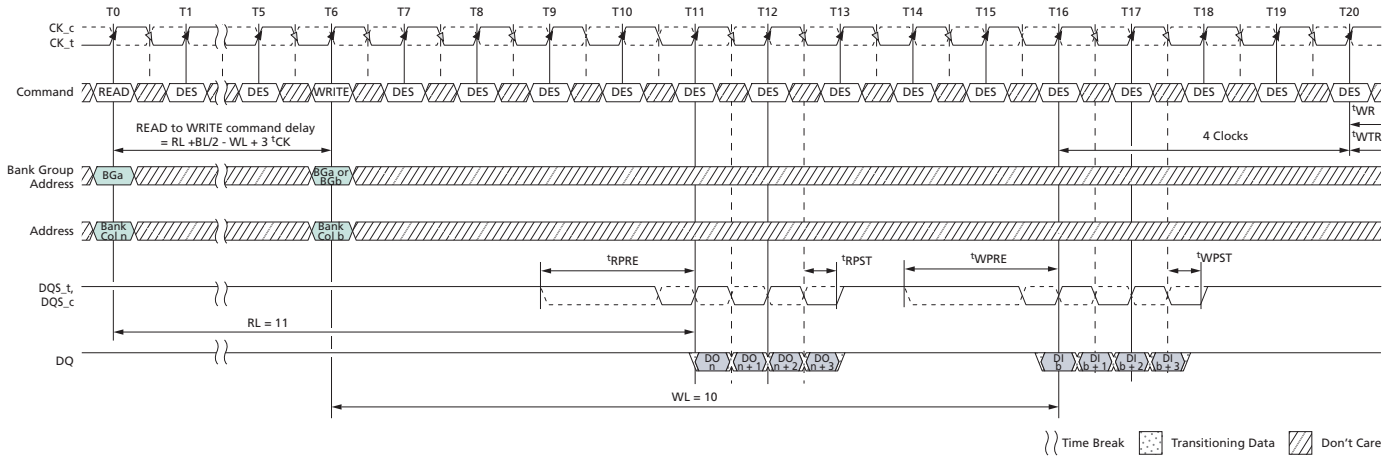 T0 T1 T5 T6 T7 T8 T9 T10 T11 T12 T13 T14 T15 T16 T17 T18 T19 T20
CK_c
CK_t
Command READ DES DES WRITE DES DES DES DES DES DES DES DES DES DES DES DES DES DES
tWR
READ to WRITE command delay
= RL +BL/2 - WL + 3 tCK
4 Clocks tWTR
Bank Group
Address
BGa
BGa or
BGb
Address
Bank
Col n
Bank
Col b
tRPRE tRPST tWPRE tWPST
DQS_t,
DQS_c
RL = 11
DQ
DO
n
DO
n + 1
DO
n + 2
DO
n + 3
DI
b
DI
b + 1
DI
b + 2
DI
b + 3
WL = 10
Time Break Transitioning Data Don't Care